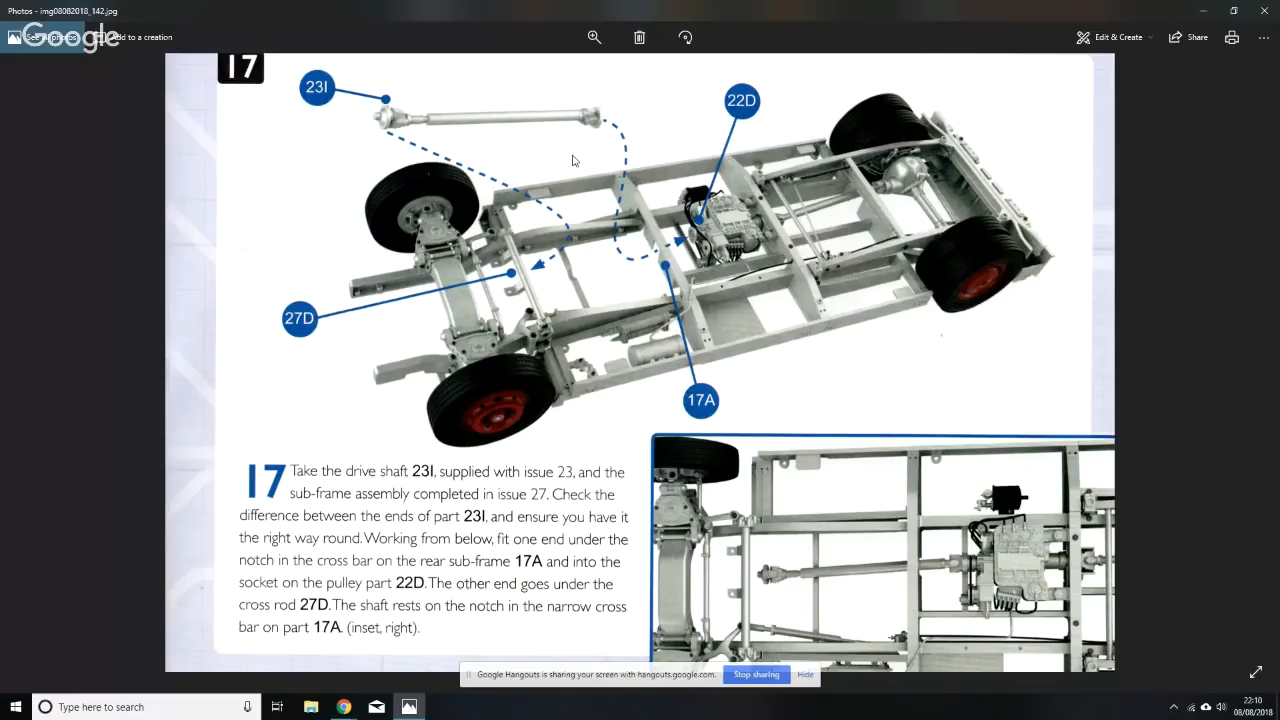 Photos - img08082018_142.jpg
Google
See all photos
Add to a creation
Edit & Create
Share
17
23I
22D
27D
17A
17 Take the drive shaft 23I, supplied with issue 23, and the
sub-frame assembly completed in issue 27. Check the
difference between the ends of part 23I, and ensure you have it
the right way round. Working from below, fit one end under the
notch in the cross bar on the rear sub-frame 17A and into the
socket on the pulley part 22D. The other end goes under the
cross rod 27D. The shaft rests on the notch in the narrow cross
bar on part 17A. (inset, right).
Google Hangouts is sharing your screen with hangouts.google.com.
Stop sharing
Hide
Type here to search
22:10
08/08/2018